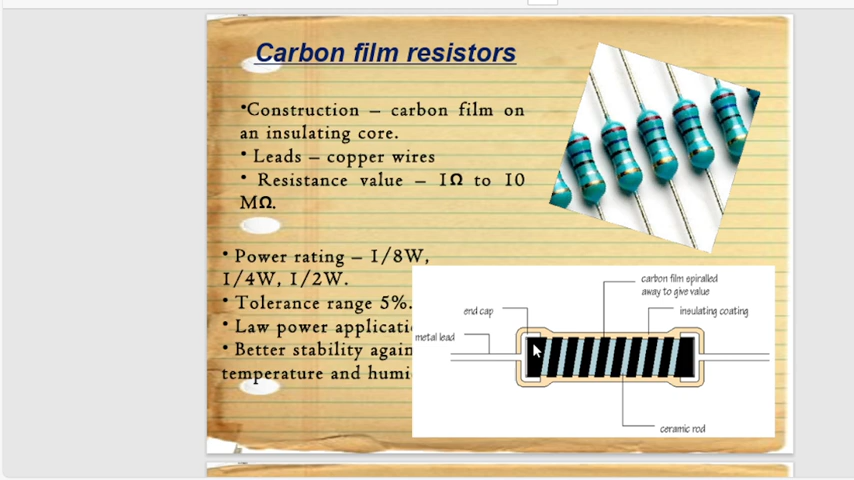 Carbon film resistors
•Construction – carbon film on
an insulating core.
• Leads – copper wires
• Resistance value – 1Ω to 10
MΩ.
• Power rating – 1/8W,
1/4W, 1/2W.
• Tolerance range 5%.
• Law power applicati
• Better stability again
temperature and humi
carbon film spiralled
away to give value
end cap
insulating coating
metal lead
ceramic rod